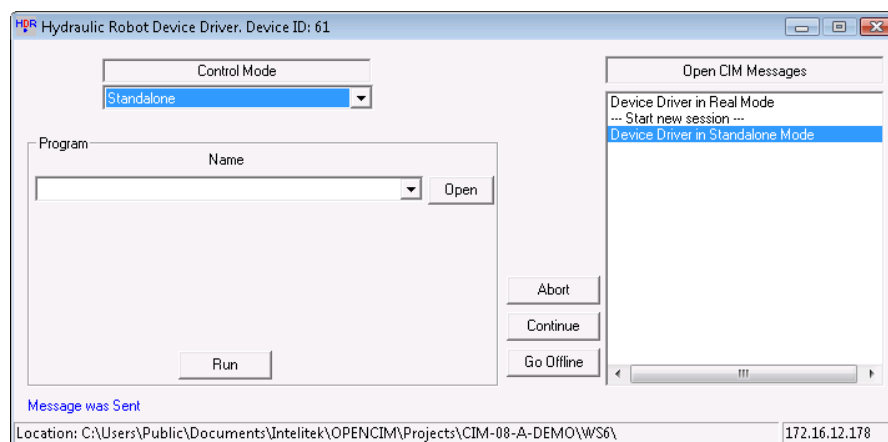 HDR Hydraulic Robot Device Driver. Device ID: 61
Control Mode
Standalone
Program
Name
Open
Run
Abort
Continue
Go Offline
Open CIM Messages
Device Driver in Real Mode
--- Start new session ---
Device Driver in Standalone Mode
Message was Sent
Location: C:\Users\Public\Documents\Intelitek\OPENCIM\Projects\CIM-08-A-DEMO\WS6\
172.16.12.178